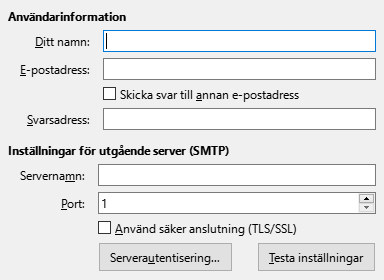 Användarinformation
Ditt namn:
E-postadress:
Skicka svar till annan e-postadress
Svarsadress:
Inställningar för utgående server (SMTP)
Servernamn:
Port: 1
Använd säker anslutning (TLS/SSL)
Serverautentisering... Testa inställningar